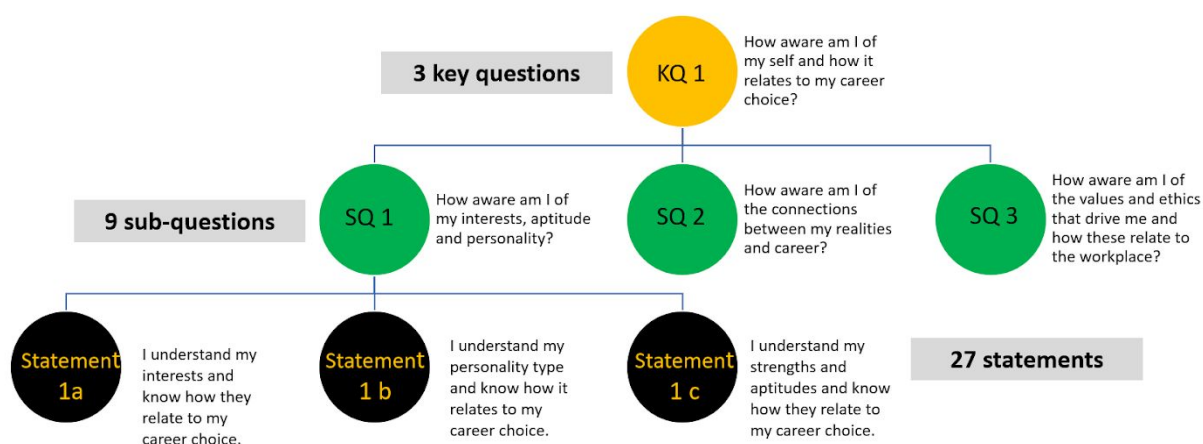 3 key questions
KQ 1
How aware am I of
my self and how it
relates to my career
choice?
9 sub-questions
SQ 1
How aware am I of
my interests, aptitude
and personality?
SQ 2
How aware am I of
the connections
between my realities
and career?
SQ 3
How aware am I of
the values and ethics
that drive me and
how these relate to
the workplace?
Statement
1a
I understand my
interests and
know how they
relate to my
career choice.
Statement
1 b
I understand my
personality type
and know how it
relates to my
career choice.
Statement
1 c
I understand my
strengths and
aptitudes and know
how they relate to
my career choice.
27 statements